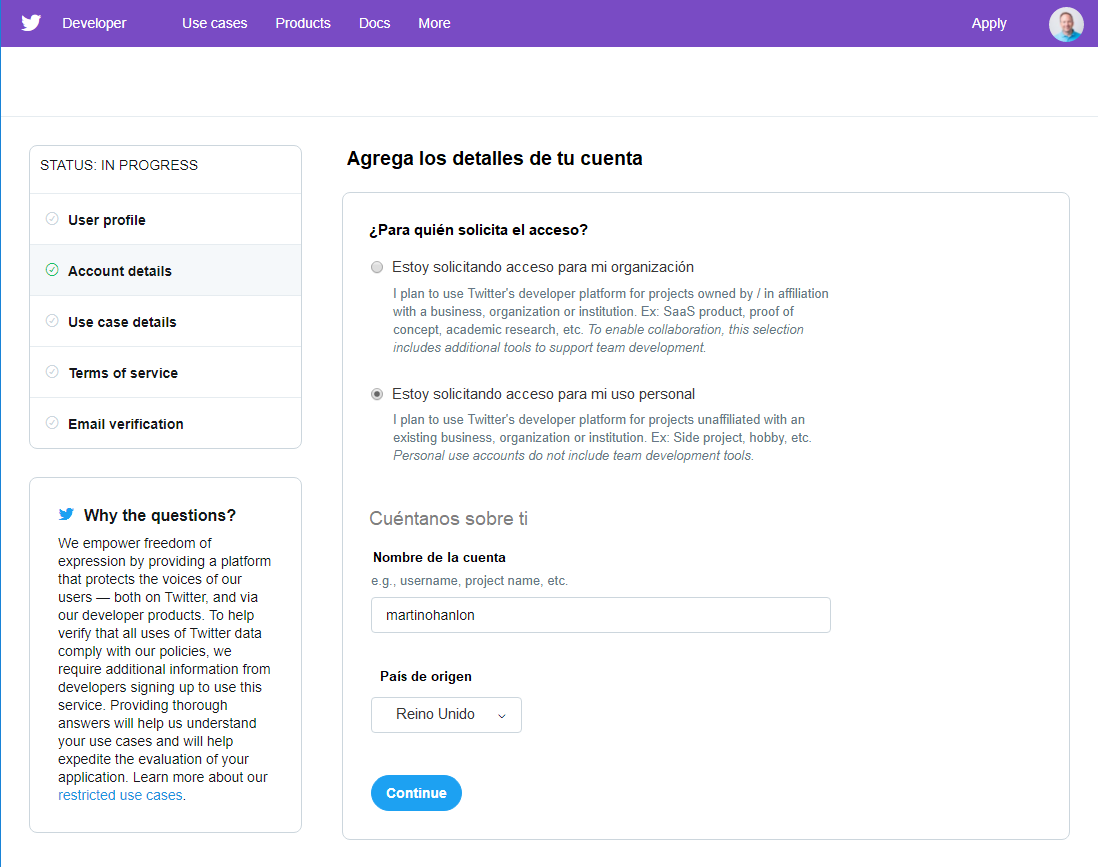 Developer Use cases Products Docs More Apply
STATUS: IN PROGRESS
User profile
Account details
Use case details
Terms of service
Email verification
Why the questions?
We empower freedom of
expression by providing a platform
that protects the voices of our
users — both on Twitter, and via
our developer products. To help
verify that all uses of Twitter data
comply with our policies, we
require additional information from
developers signing up to use this
service. Providing thorough
answers will help us understand
your use cases and will help
expedite the evaluation of your
application. Learn more about our
restricted use cases.
Agrega los detalles de tu cuenta
¿Para quién solicita el acceso?
Estoy solicitando acceso para mi organización
I plan to use Twitter's developer platform for projects owned by / in affiliation
with a business, organization or institution. Ex: SaaS product, proof of
concept, academic research, etc. To enable collaboration, this selection
includes additional tools to support team development.
Estoy solicitando acceso para mi uso personal
I plan to use Twitter's developer platform for projects unaffiliated with an
existing business, organization or institution. Ex: Side project, hobby, etc.
Personal use accounts do not include team development tools.
Cuéntanos sobre ti
Nombre de la cuenta
e.g., username, project name, etc.
martinohanlon
País de origen
Reino Unido
Continue